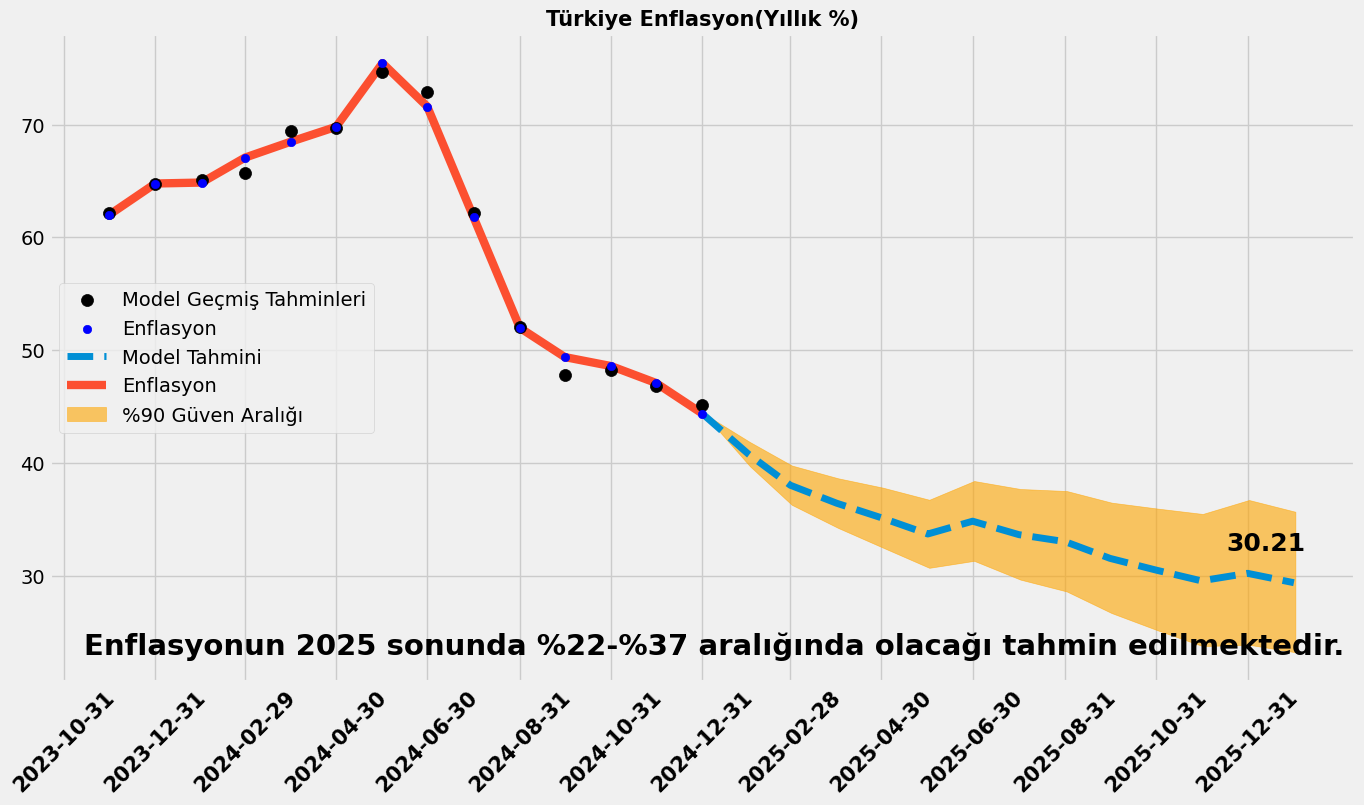 Türkiye Enflasyon(Yıllık %)
70
60
50
40
30
Model Geçmiş Tahminleri
Enflasyon
Model Tahmini
Enflasyon
%90 Güven Aralığı
30.21
Enflasyonun 2025 sonunda %22-%37 aralığında olacağı tahmin edilmektedir.
2023-10-31
2023-12-31
2024-02-29
2024-04-30
2024-06-30
2024-08-31
2024-10-31
2024-12-31
2025-02-28
2025-04-30
2025-06-30
2025-08-31
2025-10-31
2025-12-31